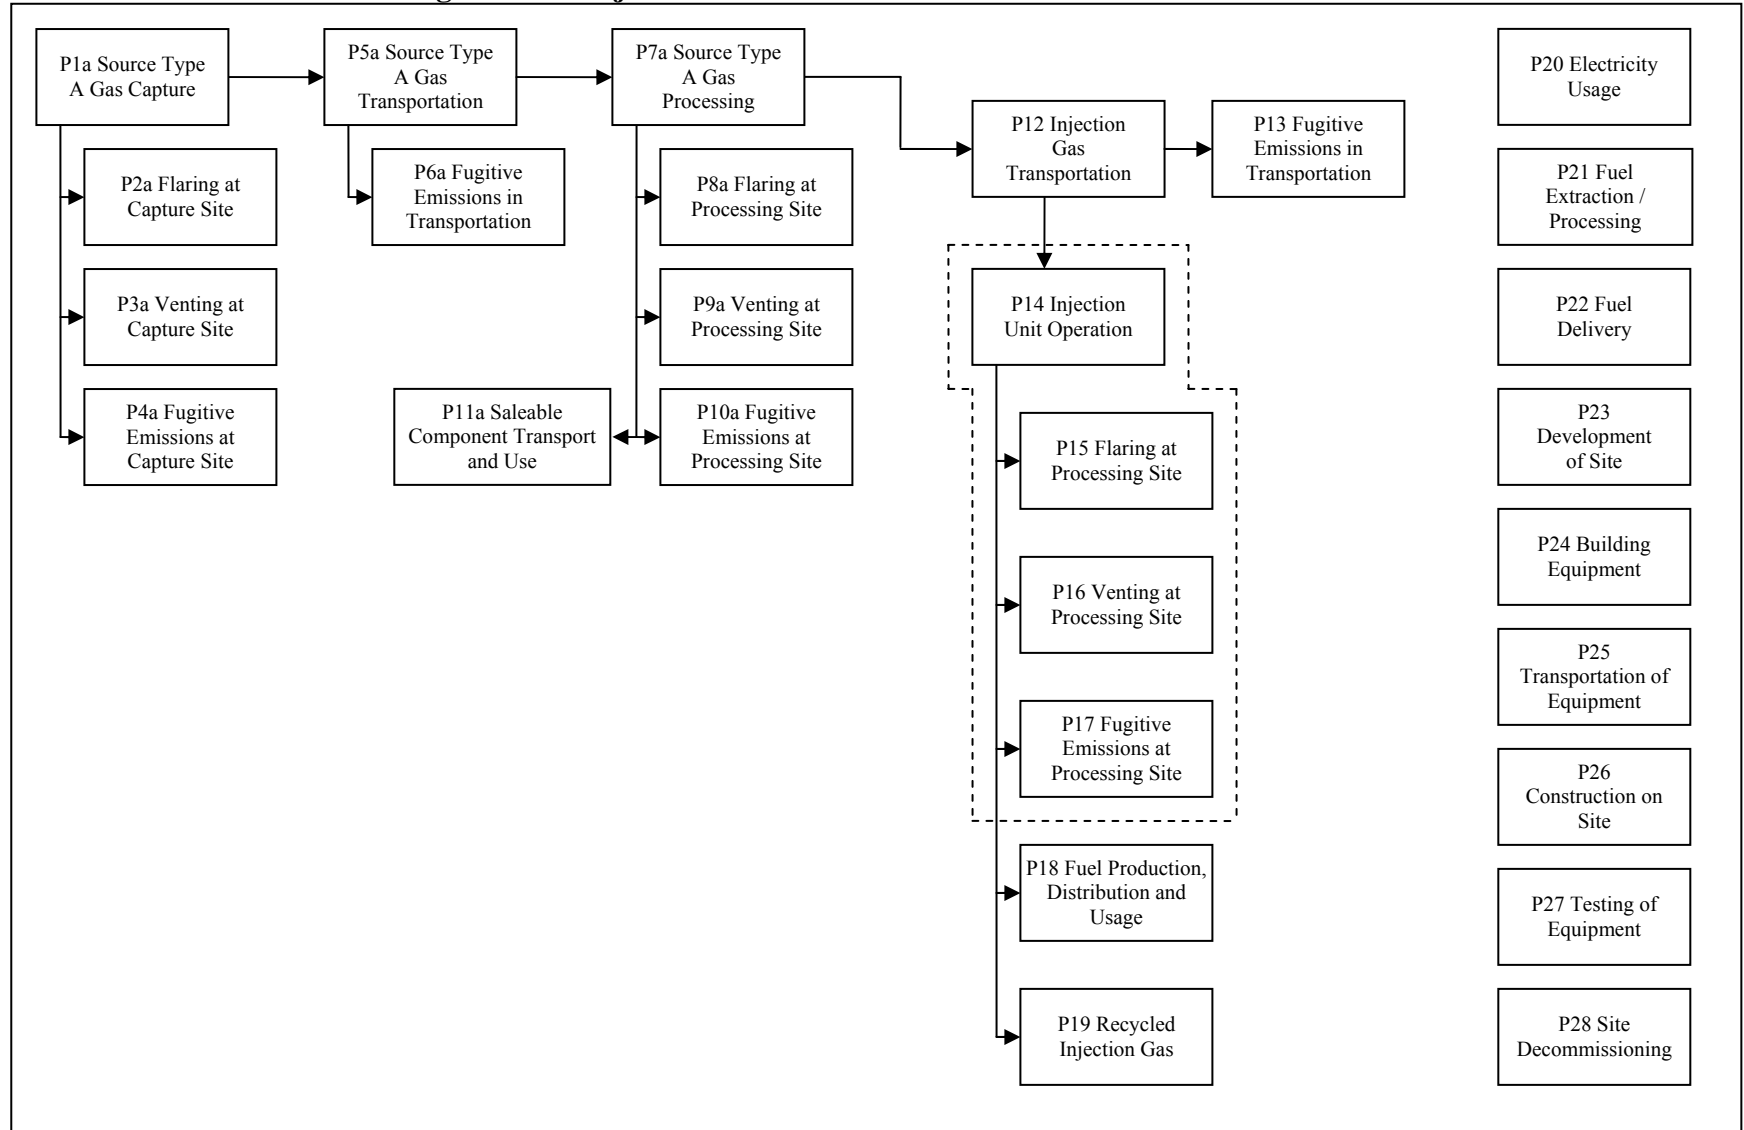 P1a Source Type
A Gas Capture
P5a Source Type
A Gas
Transportation
P7a Source Type
A Gas
Processing
P20 Electricity
Usage
P12 Injection
Gas
Transportation
P13 Fugitive
Emissions in
Transportation
P2a Flaring at
Capture Site
P6a Fugitive
Emissions in
Transportation
P8a Flaring at
Processing Site
P21 Fuel
Extraction /
Processing
P3a Venting at
Capture Site
P9a Venting at
Processing Site
P14 Injection
Unit Operation
P22 Fuel
Delivery
P4a Fugitive
Emissions at
Capture Site
P11a Saleable
Component Transport
and Use
P10a Fugitive
Emissions at
Processing Site
P15 Flaring at
Processing Site
P23
Development
of Site
P16 Venting at
Processing Site
P24 Building
Equipment
P17 Fugitive
Emissions at
Processing Site
P25
Transportation of
Equipment
P26
Construction on
Site
P18 Fuel Production,
Distribution and
Usage
P27 Testing of
Equipment
P19 Recycled
Injection Gas
P28 Site
Decommissioning